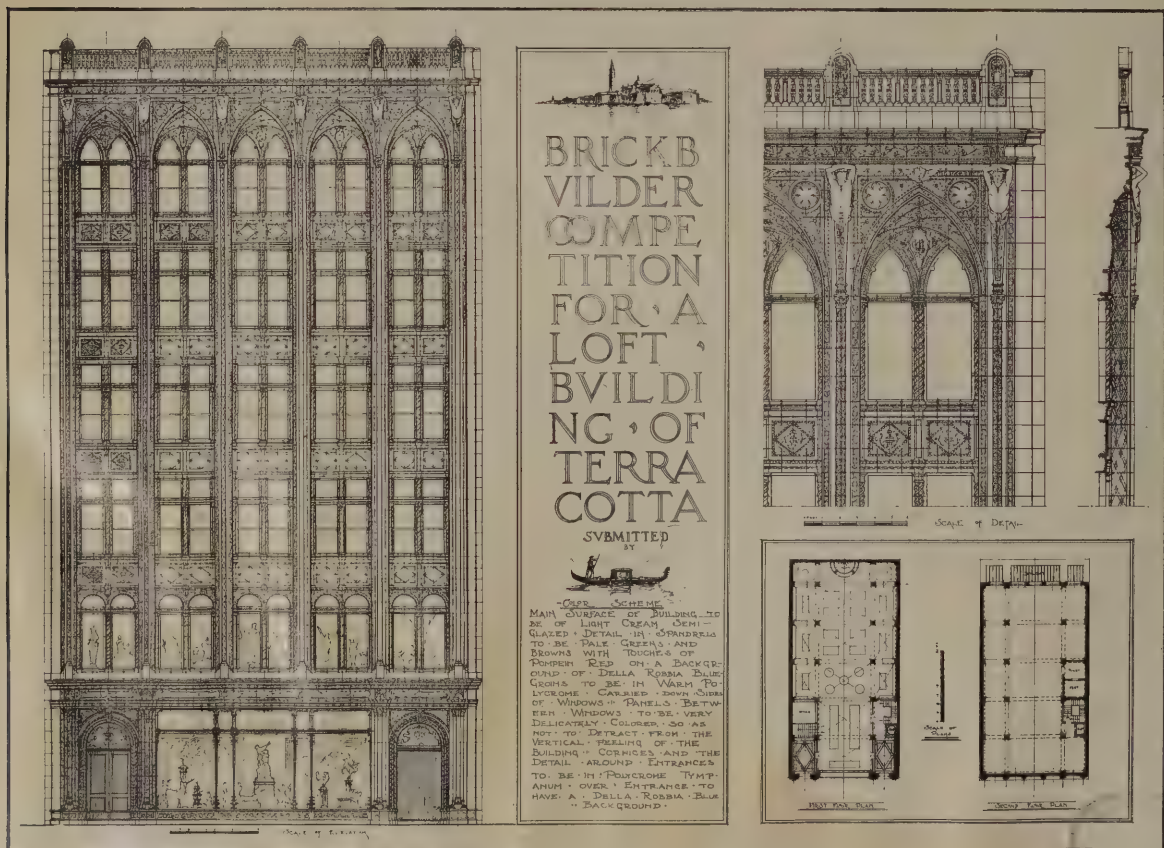 BRICKB
VILDER
COMPE
TITION
FOR · A
LOFT ·
BVILDI
NG · OF
TERRA
COTTA
SVBMITTED
BY
SCHEME
MAIN SURFACE OF BUILDING TO
BE OF LIGHT CREAM SEMI-
GLAZED · DETAIL · IN · SPANDRELS
TO · BE · PALE · GREENS · AND
BROWNS WITH TOUCHES OF
POMPEIN RED ON · A BACKGR-
OUND · OF · DELLA ROBBIA BLUE·
GROINS TO · BE · IN WARM PO-
LYCROME · CARRIED · DOWN · SIDES
OF · WINDOWS · PANELS · BETW-
EEN · WINDOWS · TO · BE · VERY
DELICATELY · COLORED · SO · AS
NOT · TO · DETRACT · FROM · THE
VERTICAL · FEELING · OF · THE
BUILDING · CORNICES · AND · THE
DETAIL · AROUND · ENTRANCES
TO · BE · IN · POLYCROME TYMP-
ANUM · OVER · ENTRANCE · TO
HAVE · A · DELLA · ROBBIA · BLUE
· BACKGROUND ·
SCALE OF DETAIL
SCALE OF
PLANS
FIRST FLOOR PLAN
SECOND FLOOR PLAN
SCALE OF ELEVATION